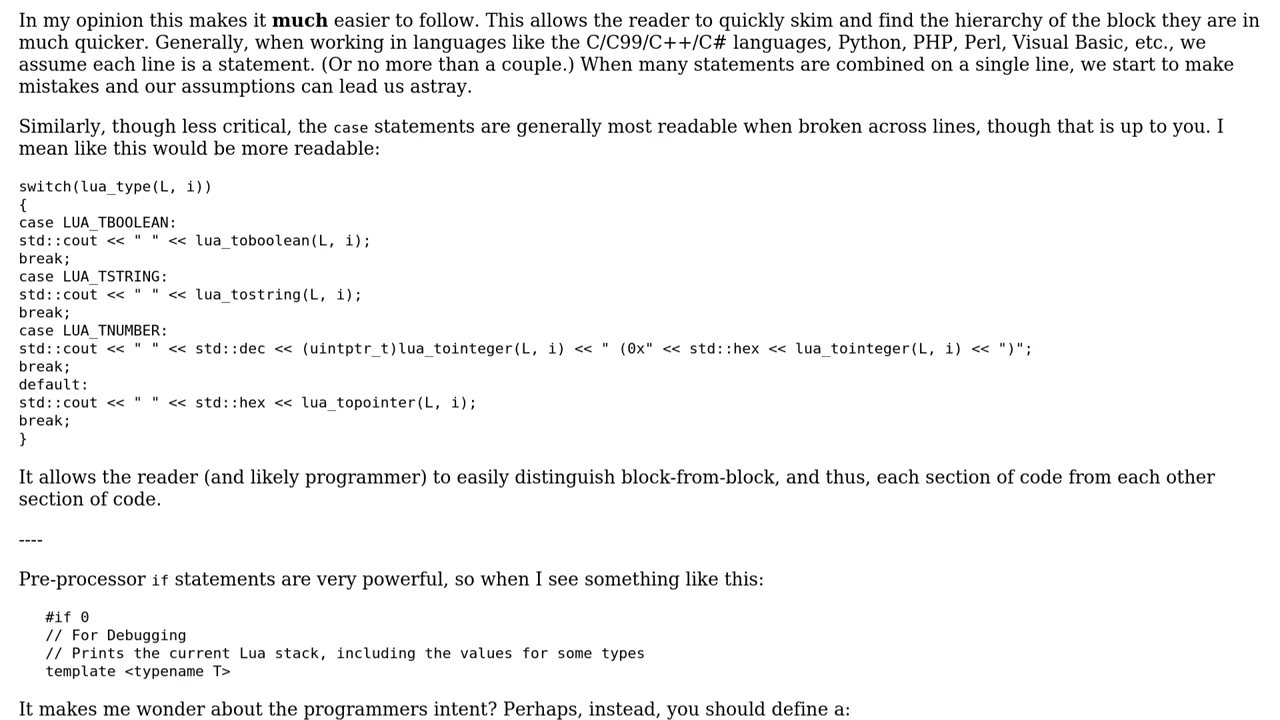 In my opinion this makes it much easier to follow. This allows the reader to quickly skim and find the hierarchy of the block they are in
much quicker. Generally, when working in languages like the C/C99/C++/C# languages, Python, PHP, Perl, Visual Basic, etc., we
assume each line is a statement. (Or no more than a couple.) When many statements are combined on a single line, we start to make
mistakes and our assumptions can lead us astray.
Similarly, though less critical, the case statements are generally most readable when broken across lines, though that is up to you. I
mean like this would be more readable:
switch(lua_type(L, i))
{
case LUA_TBOOLEAN:
std::cout << " " << lua_toboolean(L, i);
break;
case LUA_TSTRING:
std::cout << " " << lua_tostring(L, i);
break;
case LUA_TNUMBER:
std::cout << " " << std::dec << (uintptr_t)lua_tointeger(L, i) << " (0x" << std::hex << lua_tointeger(L, i) << ")";
break;
default:
std::cout << " " << std::hex << lua_topointer(L, i);
break;
}
It allows the reader (and likely programmer) to easily distinguish block-from-block, and thus, each section of code from each other
section of code.
----
Pre-processor if statements are very powerful, so when I see something like this:
#if 0
// For Debugging
// Prints the current Lua stack, including the values for some types
template <typename T>
It makes me wonder about the programmers intent? Perhaps, instead, you should define a: